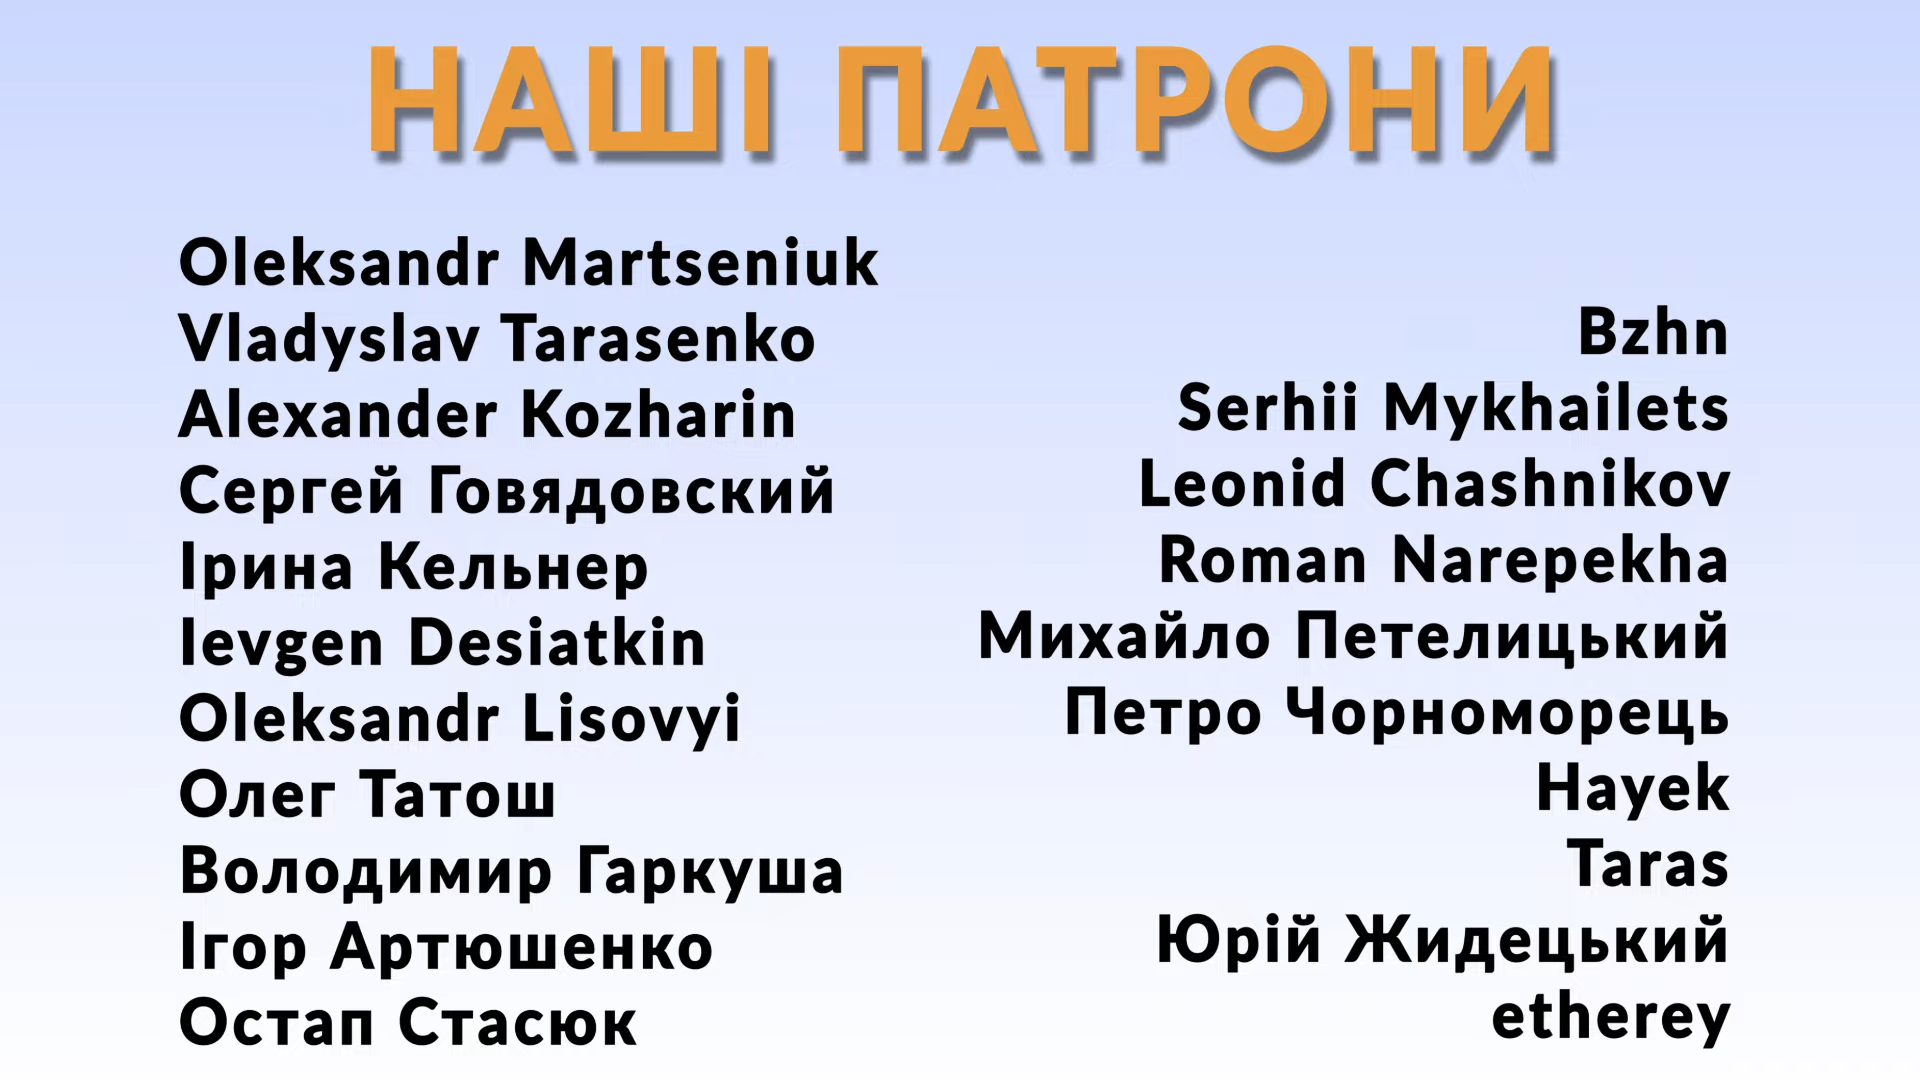 НАШІ ПАТРОНИ
Oleksandr Martseniuk
Vladyslav Tarasenko
Alexander Kozharin
Сергей Говядовский
Ірина Кельнер
Ievgen Desiatkin
Oleksandr Lisovyi
Олег Татош
Володимир Гаркуша
Ігор Артюшенко
Остап Стасюк
Bzhn
Serhii Mykhailets
Leonid Chashnikov
Roman Narepekha
Михайло Петелицький
Петро Чорноморець
Hayek
Taras
Юрій Жидецький
etherey